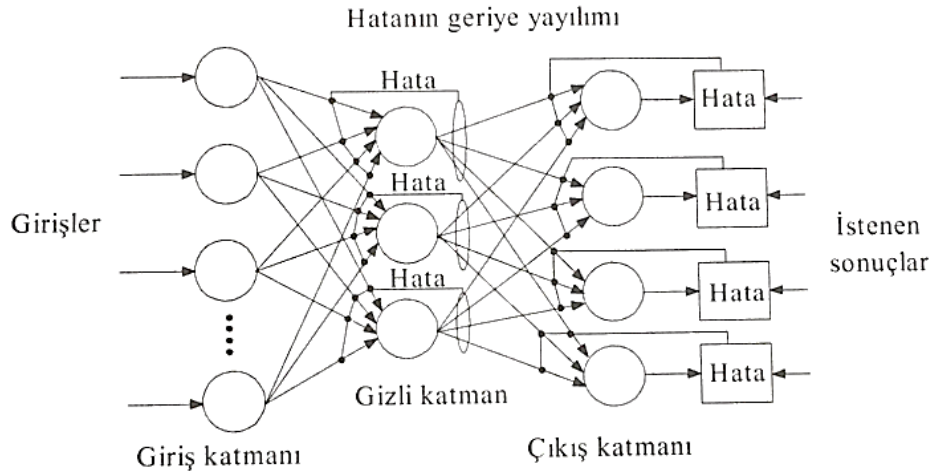 Hatanın geriye yayılımı
Hata
Hata
Hata
Hata
Hata
Girişler
İstenen
sonuçlar
Hata
Hata
Gizli katman
Giriş katmanı
Çıkış katmanı